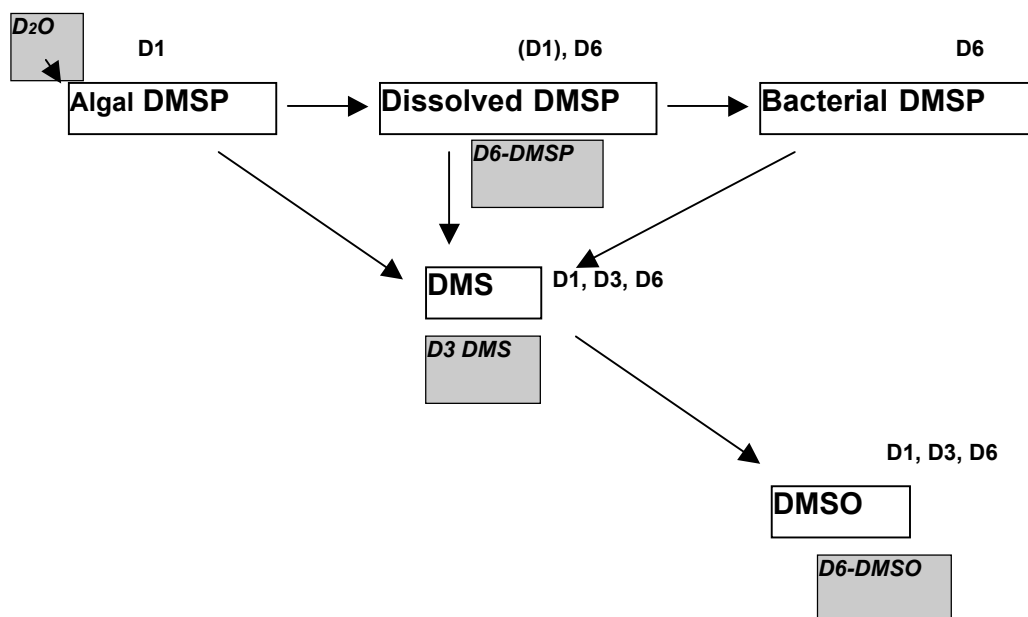 D2O
D1
(D1), D6
D6
Algal DMSP
Dissolved DMSP
Bacterial DMSP
D6-DMSP
DMS
D1, D3, D6
D3 DMS
D1, D3, D6
DMSO
D6-DMSO